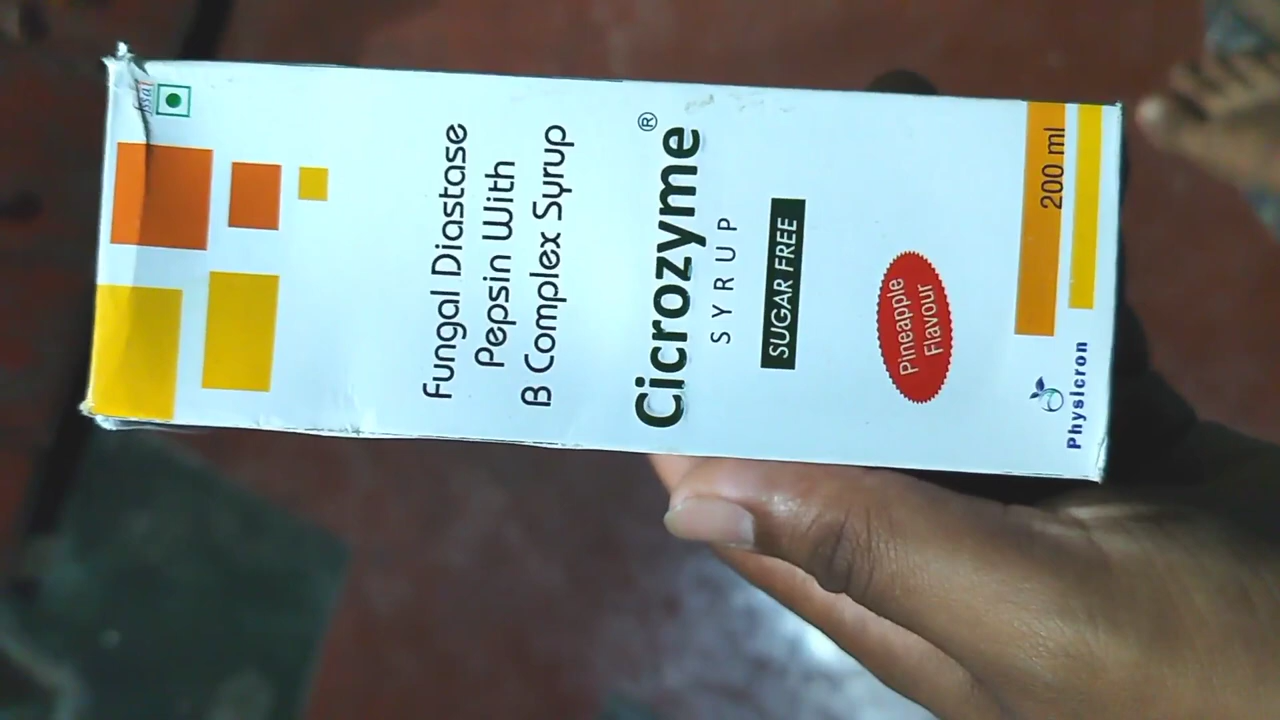 Fungal Diastase
Pepsin With
B Complex Syrup
Cicrozyme®
SYRUP
SUGAR FREE
Pineapple
Flavour
200 ml
Physicron